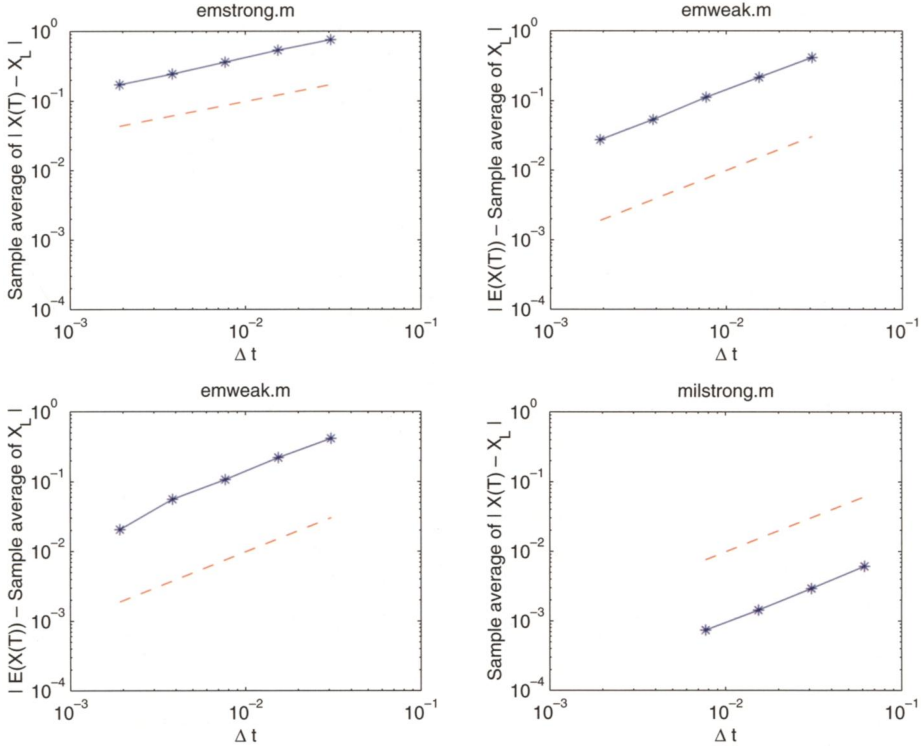 emstrong.m
Sample average of | X(T) − X_L |
10^0
10^-1
10^-2
10^-3
10^-4
10^-3
10^-2
10^-1
Δ t
emweak.m
| E(X(T)) − Sample average of X_L |
10^0
10^-1
10^-2
10^-3
10^-4
10^-3
10^-2
10^-1
Δ t
emweak.m
| E(X(T)) − Sample average of X_L |
10^0
10^-1
10^-2
10^-3
10^-4
10^-3
10^-2
10^-1
Δ t
milstrong.m
Sample average of | X(T) − X_L |
10^0
10^-1
10^-2
10^-3
10^-4
10^-3
10^-2
10^-1
Δ t